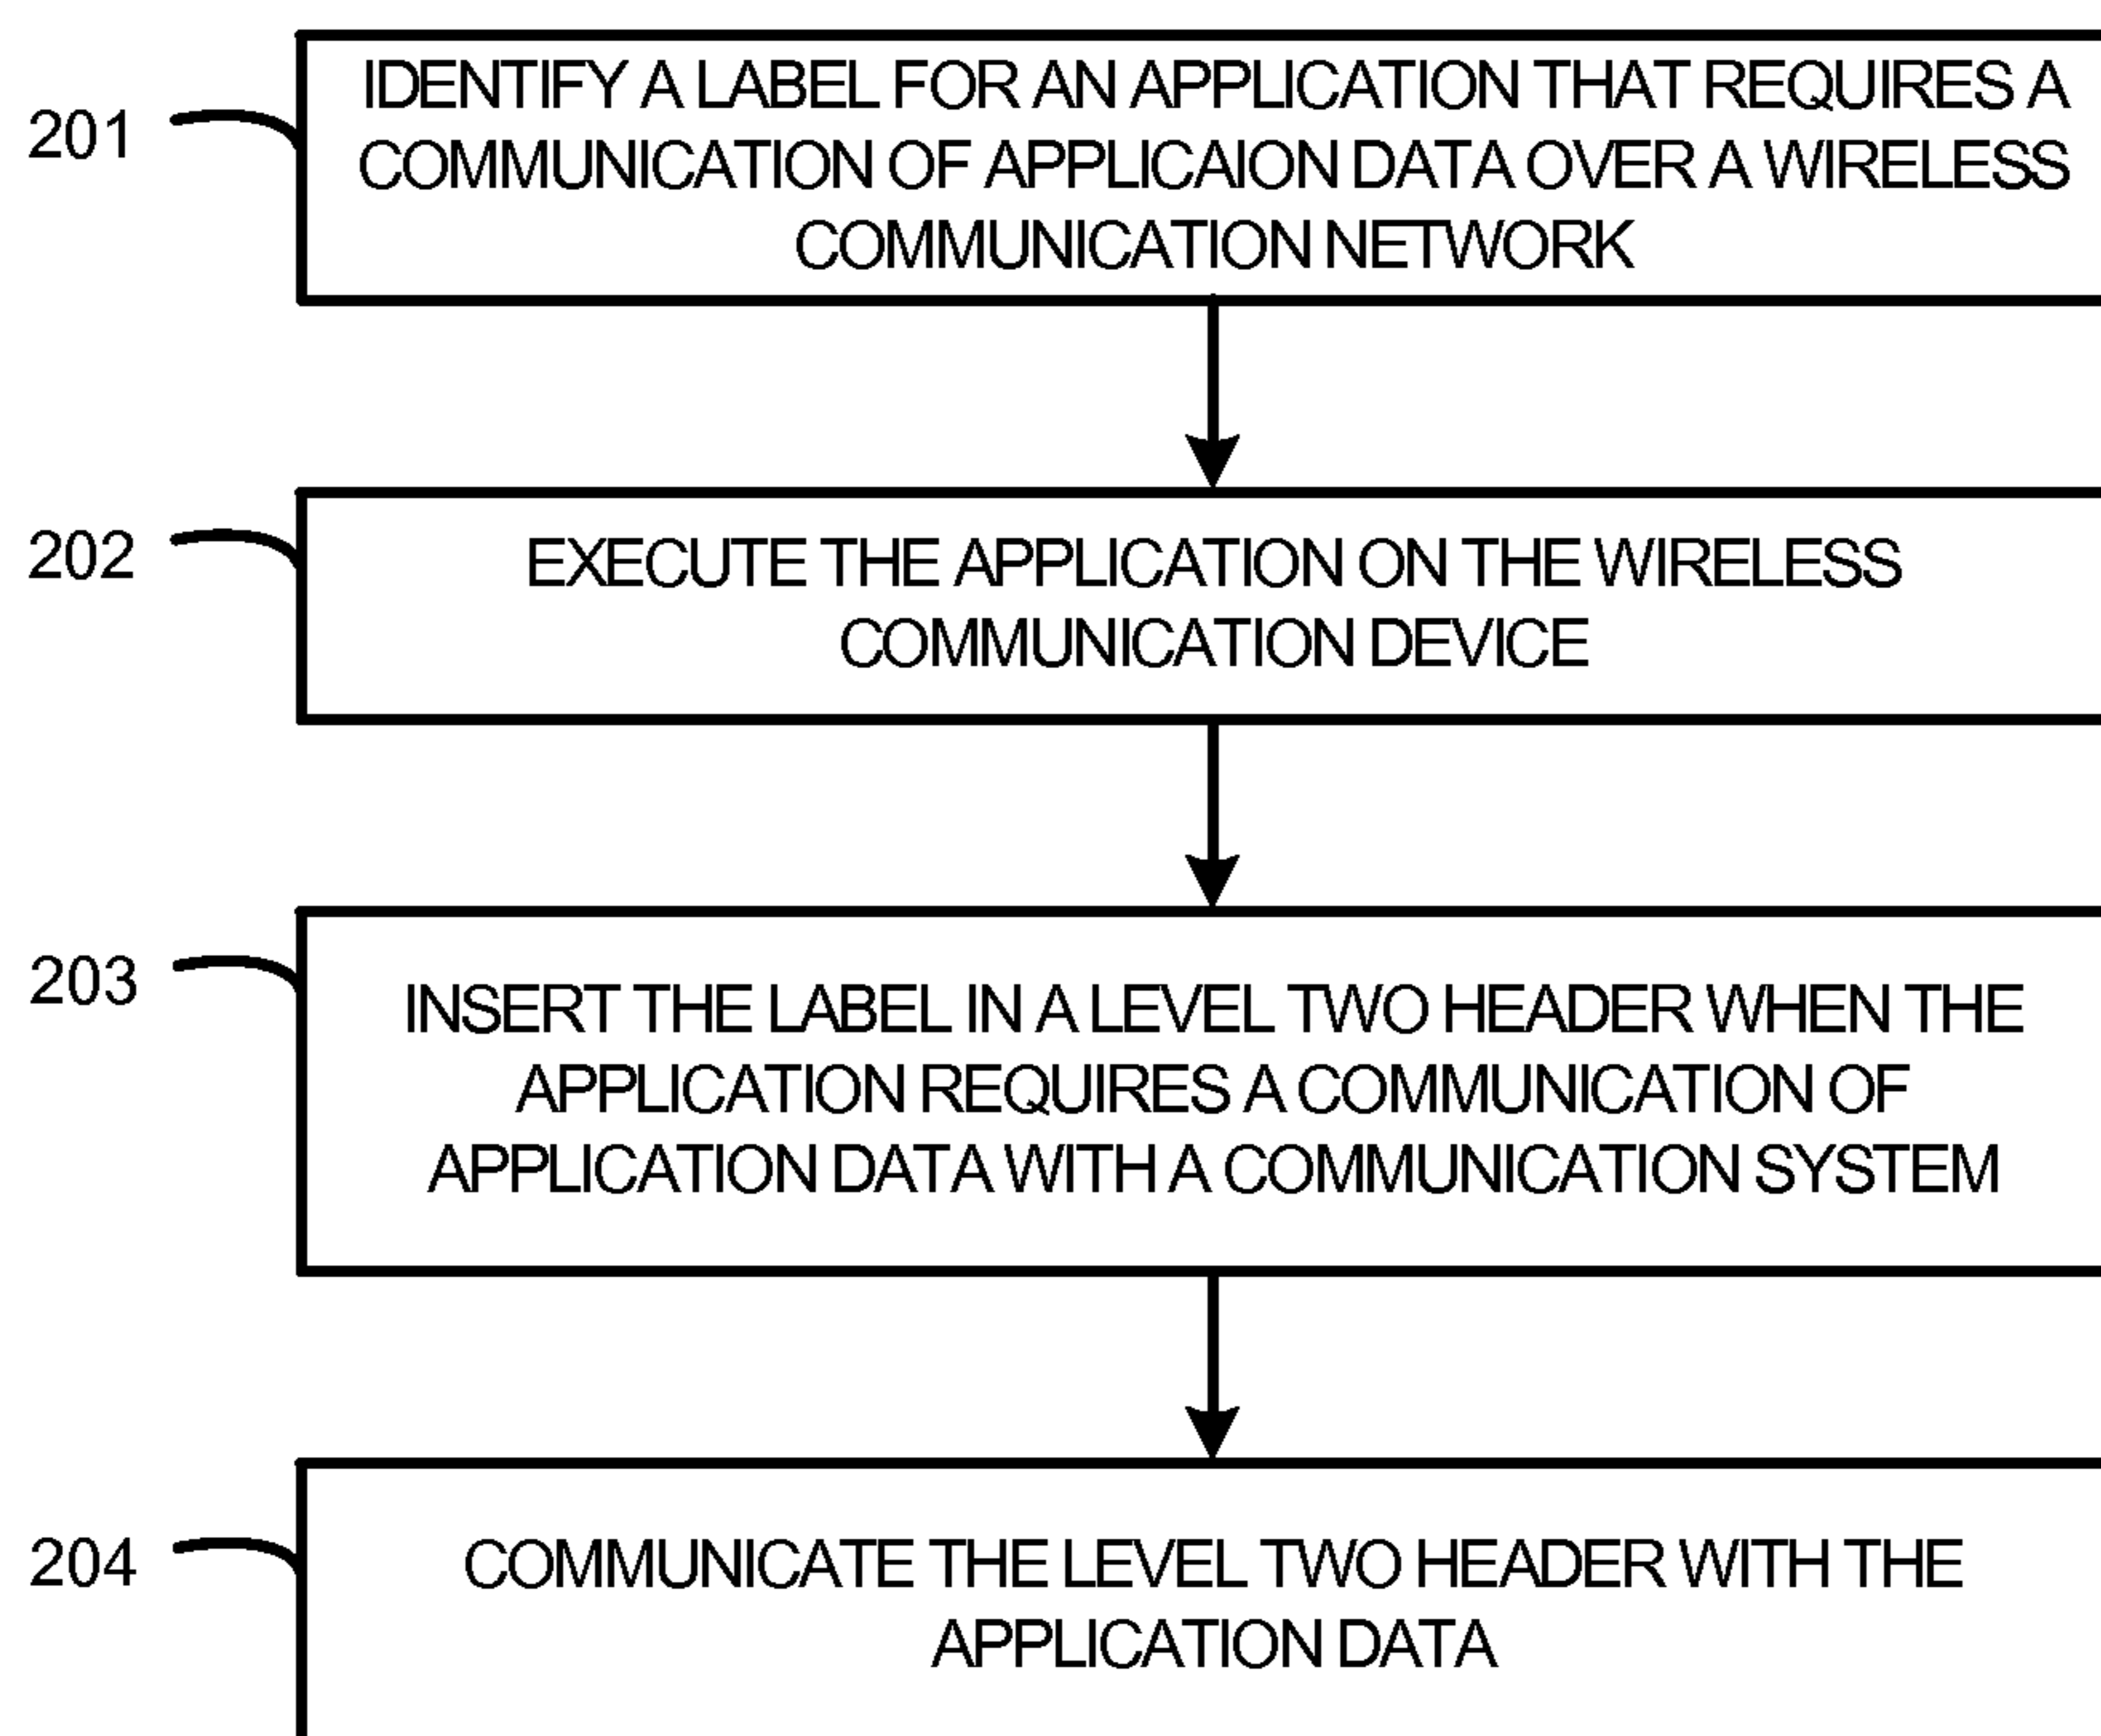 201
IDENTIFY A LABEL FOR AN APPLICATION THAT REQUIRES A
COMMUNICATION OF APPLICAION DATA OVER A WIRELESS
COMMUNICATION NETWORK
202
EXECUTE THE APPLICATION ON THE WIRELESS
COMMUNICATION DEVICE
203
INSERT THE LABEL IN A LEVEL TWO HEADER WHEN THE
APPLICATION REQUIRES A COMMUNICATION OF
APPLICATION DATA WITH A COMMUNICATION SYSTEM
204
COMMUNICATE THE LEVEL TWO HEADER WITH THE
APPLICATION DATA